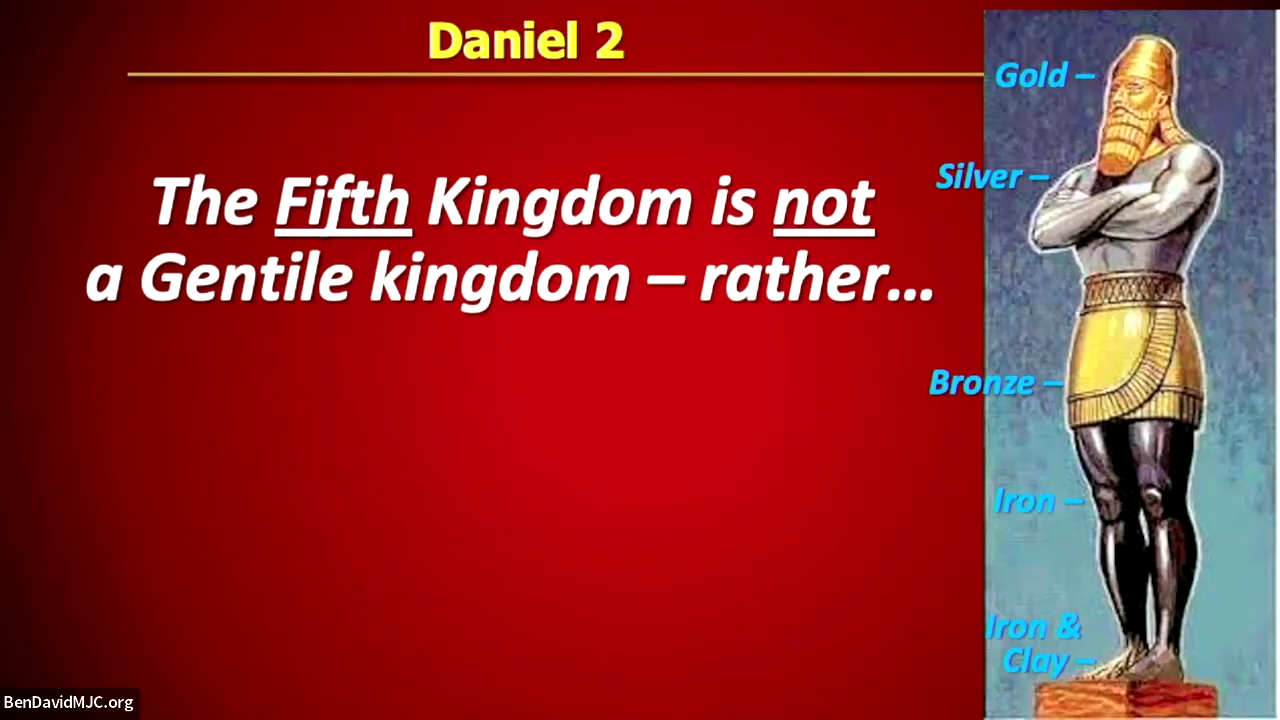 Daniel 2
The Fifth Kingdom is not
a Gentile kingdom – rather...
Gold –
Silver –
Bronze –
Iron –
Iron &
Clay –
BenDavidMJC.org